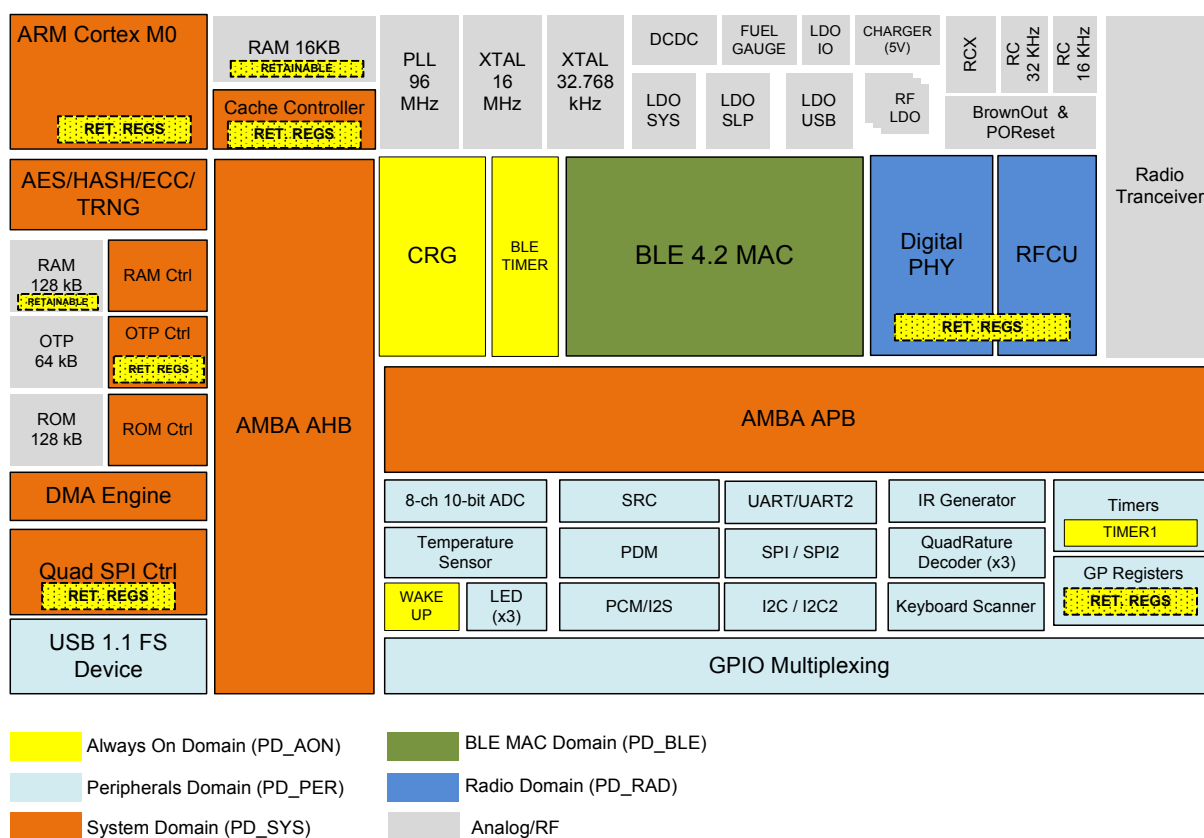 ARM Cortex M0
RET. REGS
RAM 16KB
RETAINABLE
Cache Controller
RET. REGS
PLL
96
MHz
XTAL
16
MHz
XTAL
32.768
kHz
DCDC
FUEL
GAUGE
LDO
IO
CHARGER
(5V)
LDO
SYS
LDO
SLP
LDO
USB
RF
LDO
RCX
RC
32 KHz
RC
16 KHz
BrownOut &
POReset
Radio
Tranceiver
AES/HASH/ECC/
TRNG
RAM
128 kB
RETAINABLE
RAM Ctrl
OTP
64 kB
OTP Ctrl
RET. REGS
ROM
128 kB
ROM Ctrl
DMA Engine
Quad SPI Ctrl
RET. REGS
USB 1.1 FS
Device
AMBA AHB
CRG
BLE
TIMER
BLE 4.2 MAC
Digital
PHY
RFCU
RET. REGS
AMBA APB
8-ch 10-bit ADC
SRC
UART/UART2
IR Generator
Timers
TIMER1
Temperature
Sensor
PDM
SPI / SPI2
QuadRature
Decoder (x3)
GP Registers
RET. REGS
WAKE
UP
LED
(x3)
PCM/I2S
I2C / I2C2
Keyboard Scanner
GPIO Multiplexing
Always On Domain (PD_AON)
BLE MAC Domain (PD_BLE)
Peripherals Domain (PD_PER)
Radio Domain (PD_RAD)
System Domain (PD_SYS)
Analog/RF